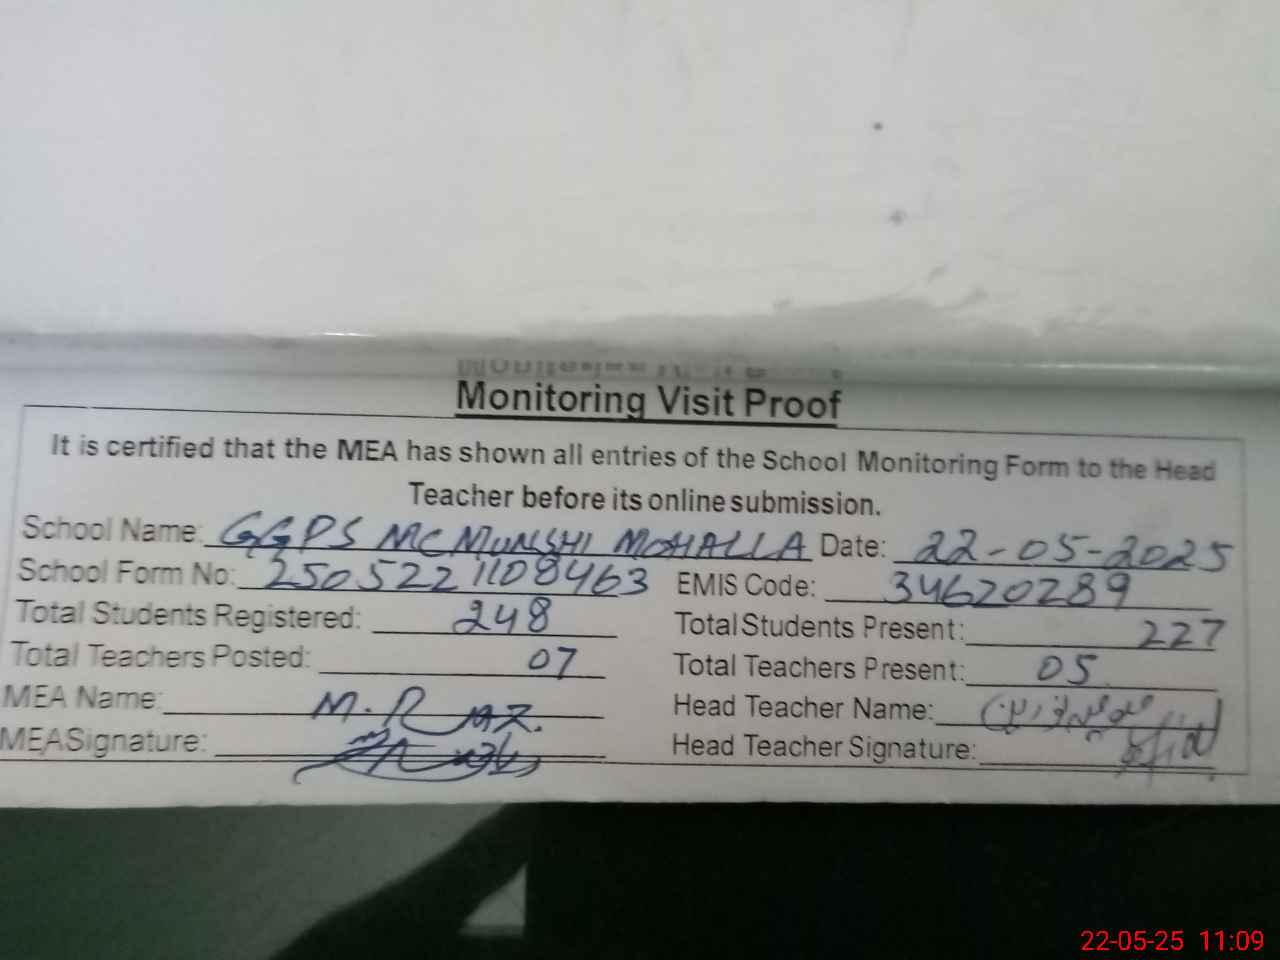 Monitoring Visit Proof
It is certified that the MEA has shown all entries of the School Monitoring Form to the Head
Teacher before its online submission.
School Name: GGPS MC MUNSHI MOHALLA Date: 22-05-2025
School Form No: 25052211108463 EMIS Code: 34620289
Total Students Registered: 248 Total Students Present: 227
Total Teachers Posted: 07 Total Teachers Present: 05
MEA Name: M. Riaz. Head Teacher Name:
MEA Signature: Head Teacher Signature:
22-05-25 11:09